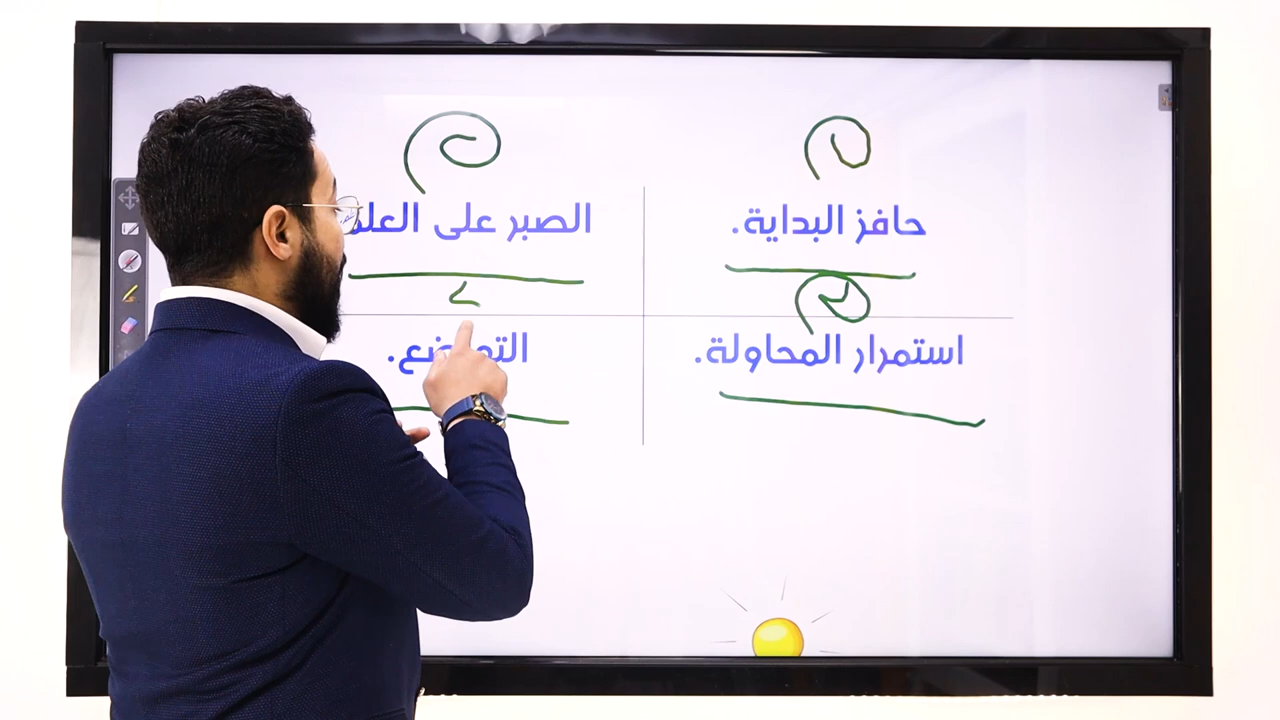 حافز البداية.
الصبر على
استمرار المحاولة.